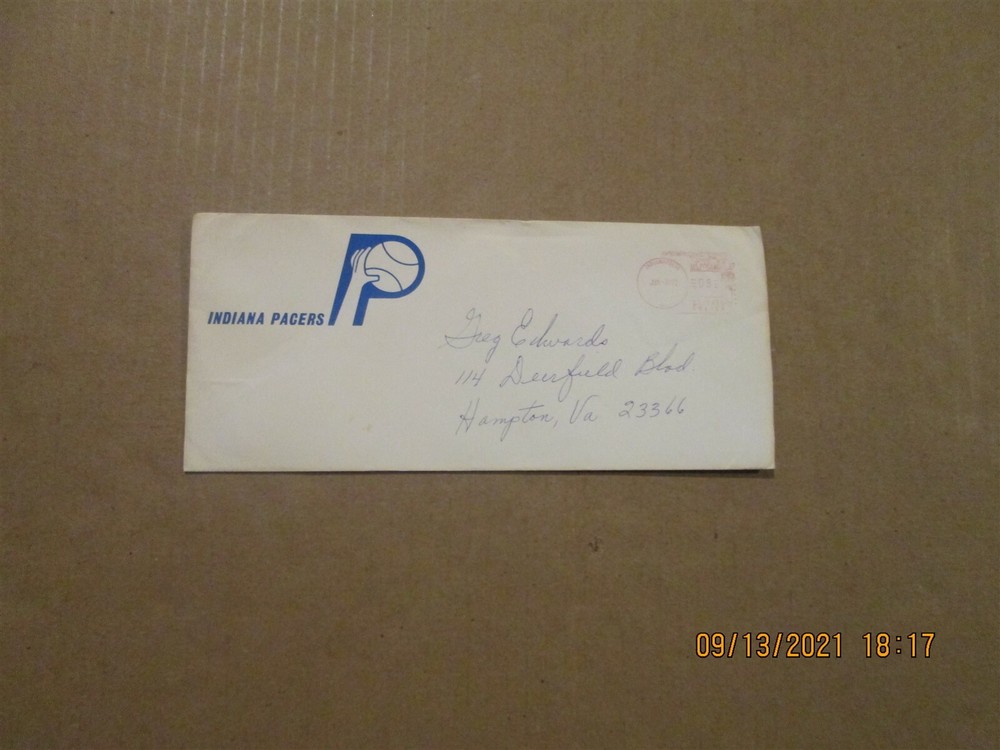 INDIANA PACERS
Greg Edwards
114 Deerfield Blvd
Hampton, Va 23366
09/13/2021 18:17